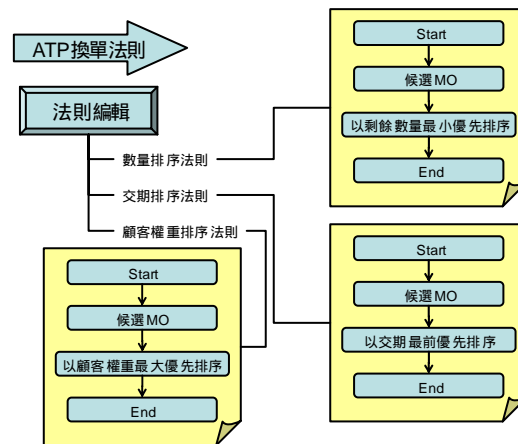 ATP換單法則
法則編輯
數量排序法則
交期排序法則
顧客權重排序法則
Start
候選MO
以剩餘數量最小優先排序
End
Start
候選MO
以顧客權重最大優先排序
End
Start
候選MO
以交期最前優先排序
End